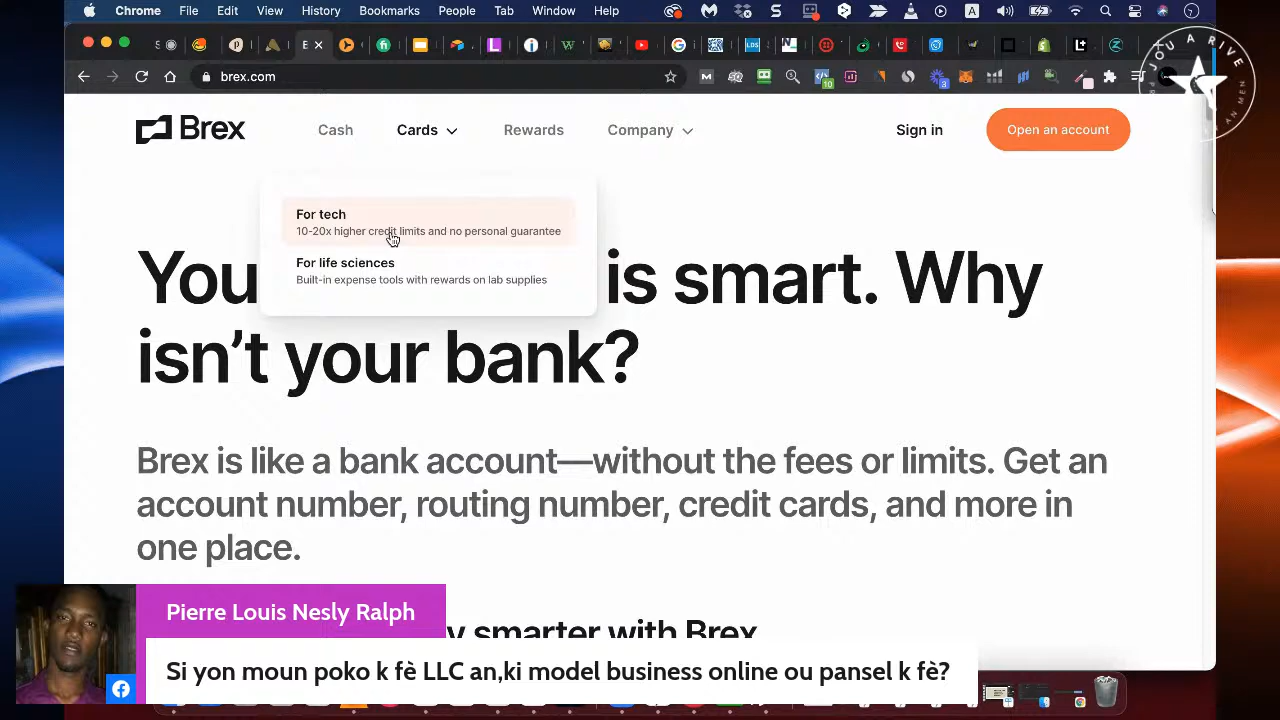 Chrome File Edit View History Bookmarks People Tab Window Help
brex.com
JOU A RIVE
Brex Cash Cards Rewards Company Sign in Open an account
For tech
10-20x higher credit limits and no personal guarantee
For life sciences
Built-in expense tools with rewards on lab supplies
You is smart. Why
isn’t your bank?
Brex is like a bank account—without the fees or limits. Get an
account number, routing number, credit cards, and more in
one place.
y smarter with Brex
Pierre Louis Nesly Ralph
Si yon moun poko k fè LLC an,ki model business online ou pansel k fè?